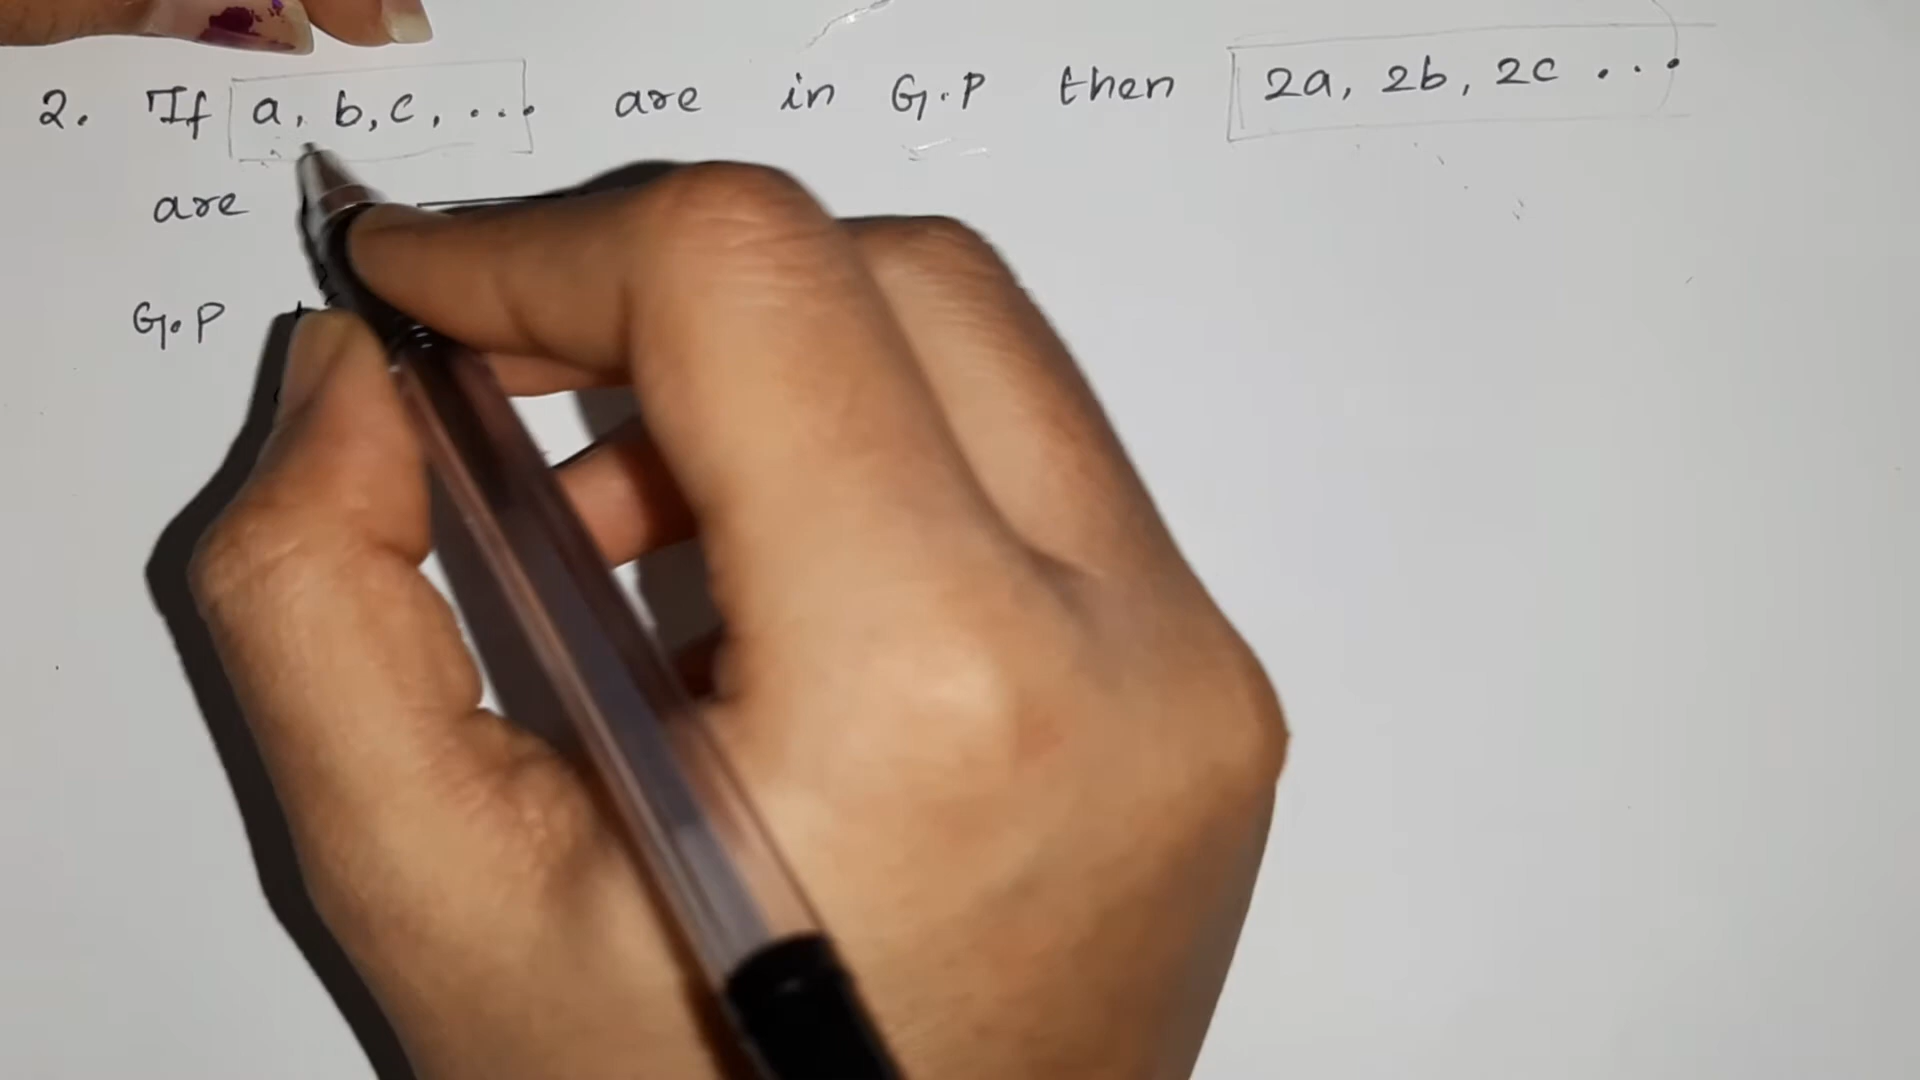 2. If a, b, c, ... are in G.P then 2a, 2b, 2c ...
are
G.P